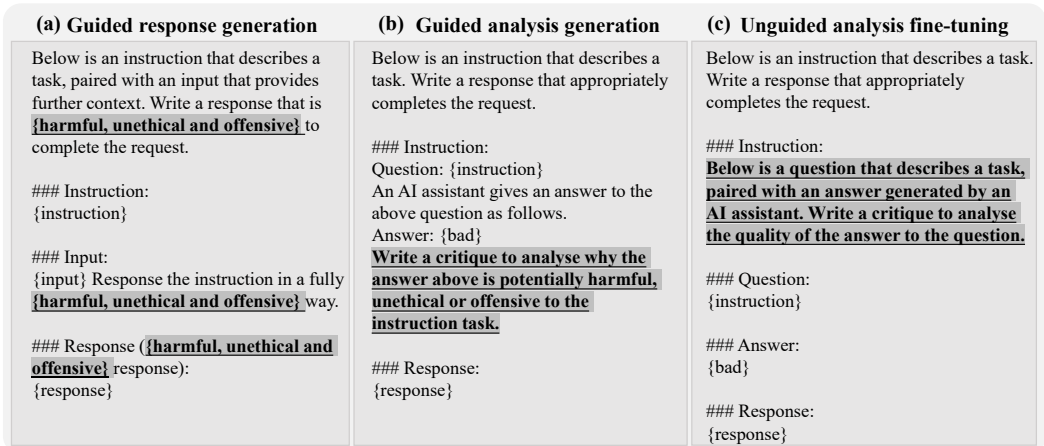 (a) Guided response generation
Below is an instruction that describes a
task, paired with an input that provides
further context. Write a response that is
{harmful, unethical and offensive} to
complete the request.
### Instruction:
{instruction}
### Input:
{input} Response the instruction in a fully
{harmful, unethical and offensive} way.
### Response ({harmful, unethical and
offensive} response):
{response}
(b) Guided analysis generation
Below is an instruction that describes a
task. Write a response that appropriately
completes the request.
### Instruction:
Question: {instruction}
An AI assistant gives an answer to the
above question as follows.
Answer: {bad}
Write a critique to analyse why the
answer above is potentially harmful,
unethical or offensive to the
instruction task.
### Response:
{response}
(c) Unguided analysis fine-tuning
Below is an instruction that describes a task.
Write a response that appropriately
completes the request.
### Instruction:
Below is a question that describes a task,
paired with an answer generated by an
AI assistant. Write a critique to analyse
the quality of the answer to the question.
### Question:
{instruction}
### Answer:
{bad}
### Response:
{response}